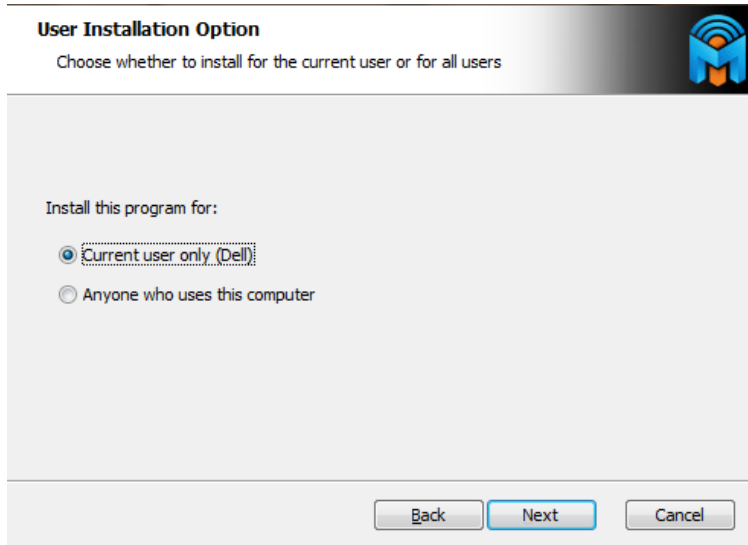 User Installation Option
Choose whether to install for the current user or for all users
Install this program for:
Current user only (Dell)
Anyone who uses this computer
Back Next Cancel